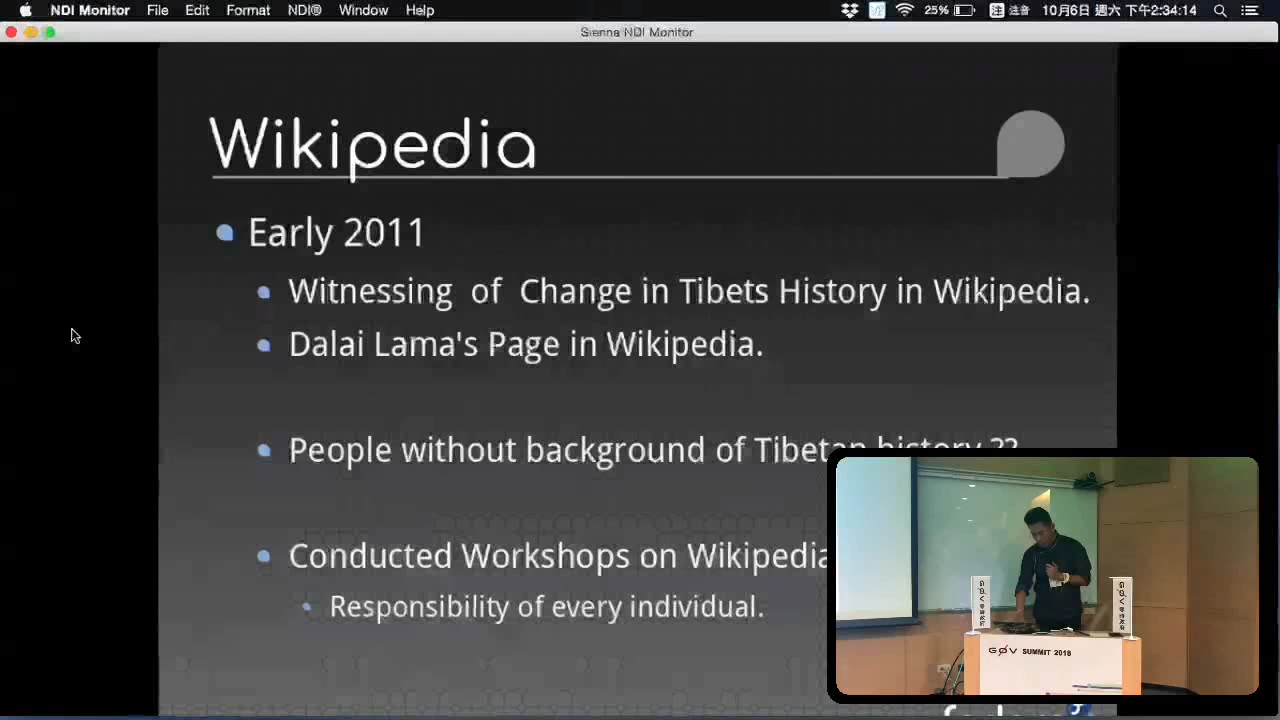 NDI Monitor File Edit Format NDI® Window Help 25% 注音 10月6日 週六 下午2:34:14
Sienna NDI Monitor
Wikipedia
Early 2011
Witnessing of Change in Tibets History in Wikipedia.
Dalai Lama's Page in Wikipedia.
People without background of Tibetan history ??
Conducted Workshops on Wikipedia
Responsibility of every individual.
GØV SUMMIT 2018